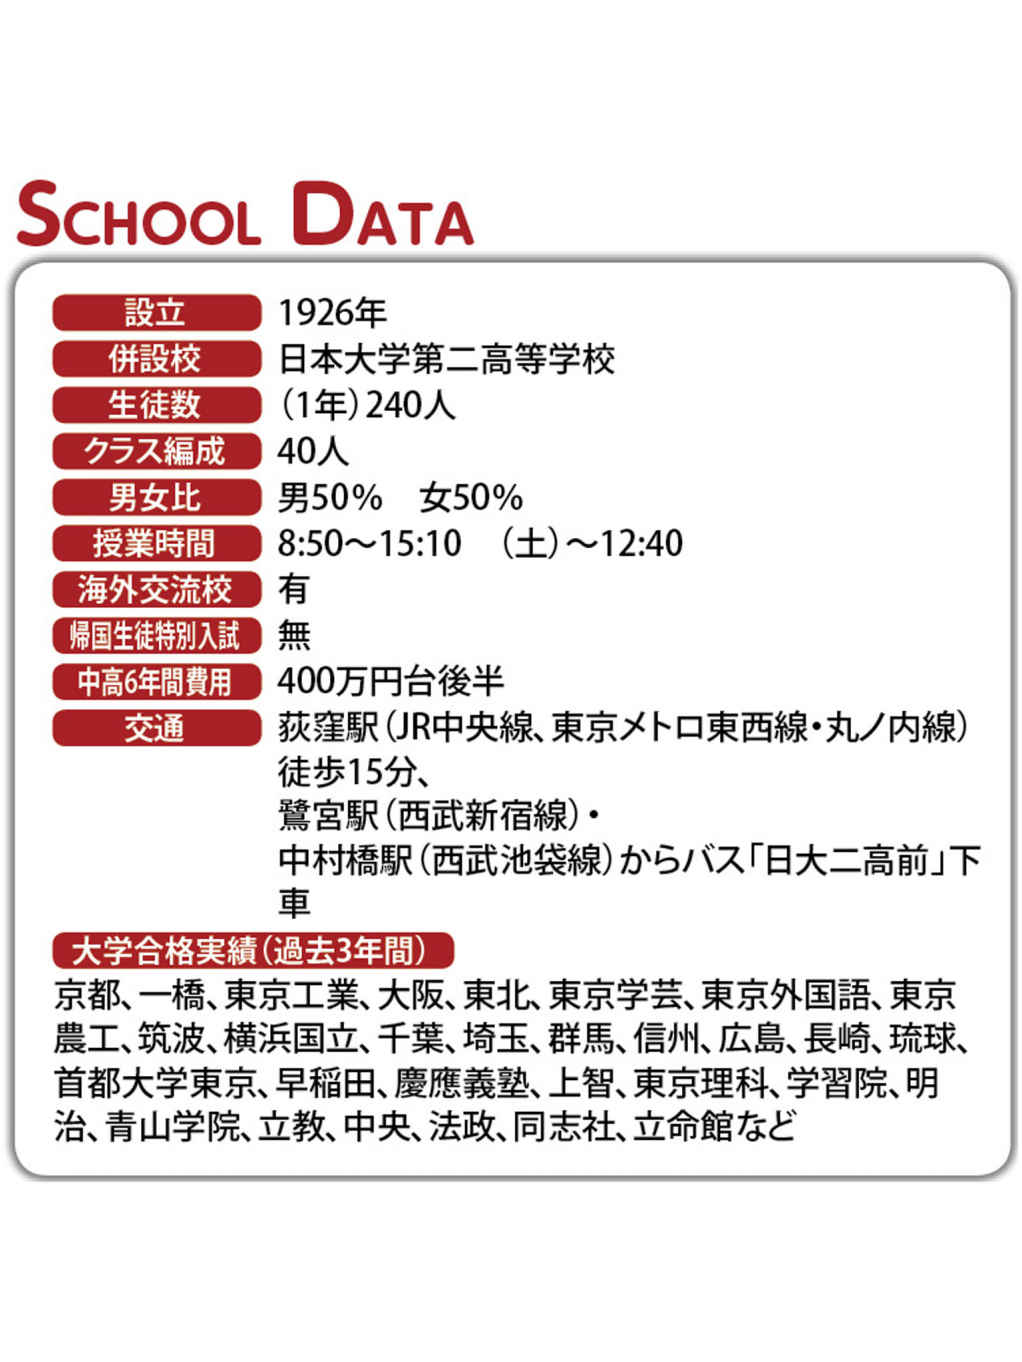 SCHOOL DATA
設立 1926年
併設校 日本大学第二高等学校
生徒数 （1年）240人
クラス編成 40人
男女比 男50％　女50％
授業時間 8:50〜15:10　（土）〜12:40
海外交流校 有
帰国生徒特別入試 無
中高6年間費用 400万円台後半
交通 荻窪駅（JR中央線、東京メトロ東西線・丸ノ内線）
徒歩15分、
鷺宮駅（西武新宿線）・
中村橋駅（西武池袋線）からバス「日大二高前」下
車
大学合格実績（過去3年間）
京都、一橋、東京工業、大阪、東北、東京学芸、東京外国語、東京
農工、筑波、横浜国立、千葉、埼玉、群馬、信州、広島、長崎、琉球、
首都大学東京、早稲田、慶應義塾、上智、東京理科、学習院、明
治、青山学院、立教、中央、法政、同志社、立命館など